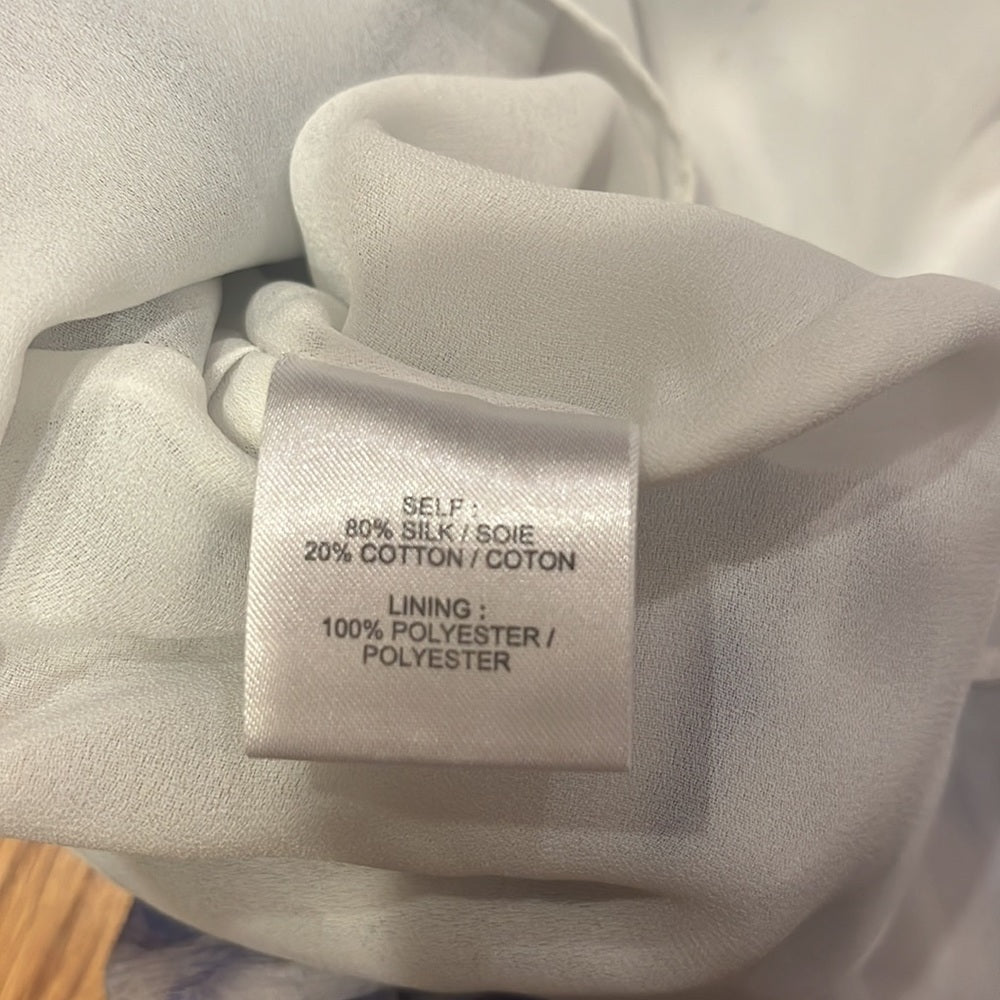 SELF :
80% SILK / SOIE
20% COTTON / COTON
LINING :
100% POLYESTER /
POLYESTER